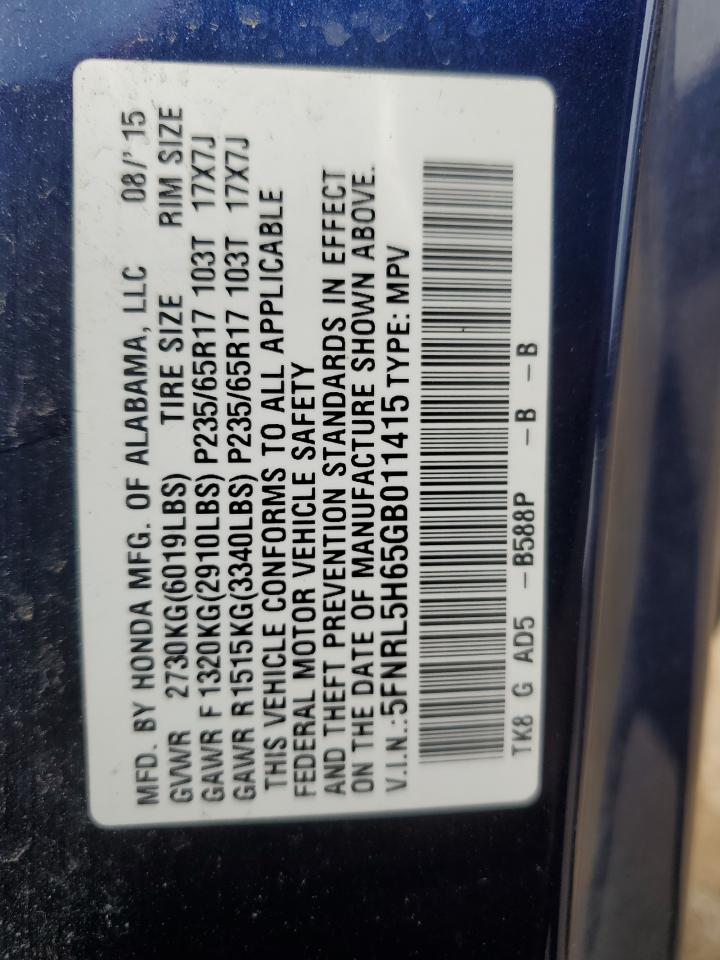 MFD. BY HONDA MFG. OF ALABAMA, LLC 08/'15
GVWR 2730KG(6019LBS) TIRE SIZE RIM SIZE
GAWR F 1320KG(2910LBS) P235/65R17 103T 17X7J
GAWR R1515KG(3340LBS) P235/65R17 103T 17X7J
THIS VEHICLE CONFORMS TO ALL APPLICABLE
FEDERAL MOTOR VEHICLE SAFETY
AND THEFT PREVENTION STANDARDS IN EFFECT
ON THE DATE OF MANUFACTURE SHOWN ABOVE.
V.I.N.:5FNRL5H65GB011415 TYPE: MPV
TK8 G AD5 -B588P -B -B